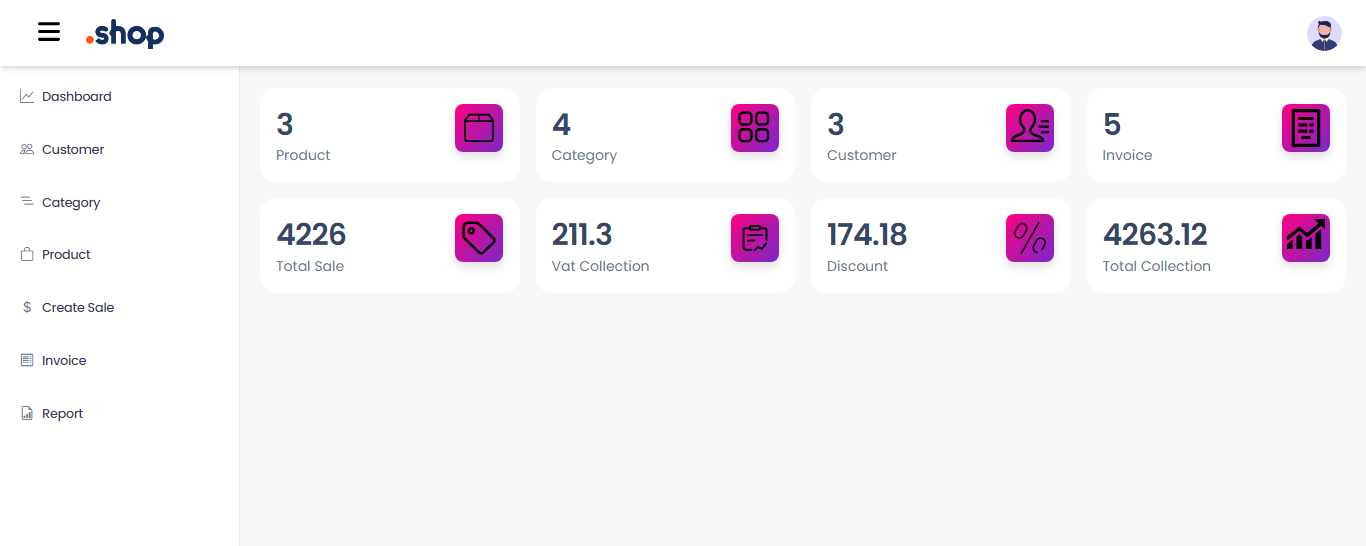 .shop
Dashboard
Customer
Category
Product
$ Create Sale
Invoice
Report
3
Product
4
Category
3
Customer
5
Invoice
4226
Total Sale
211.3
Vat Collection
174.18
Discount
4263.12
Total Collection